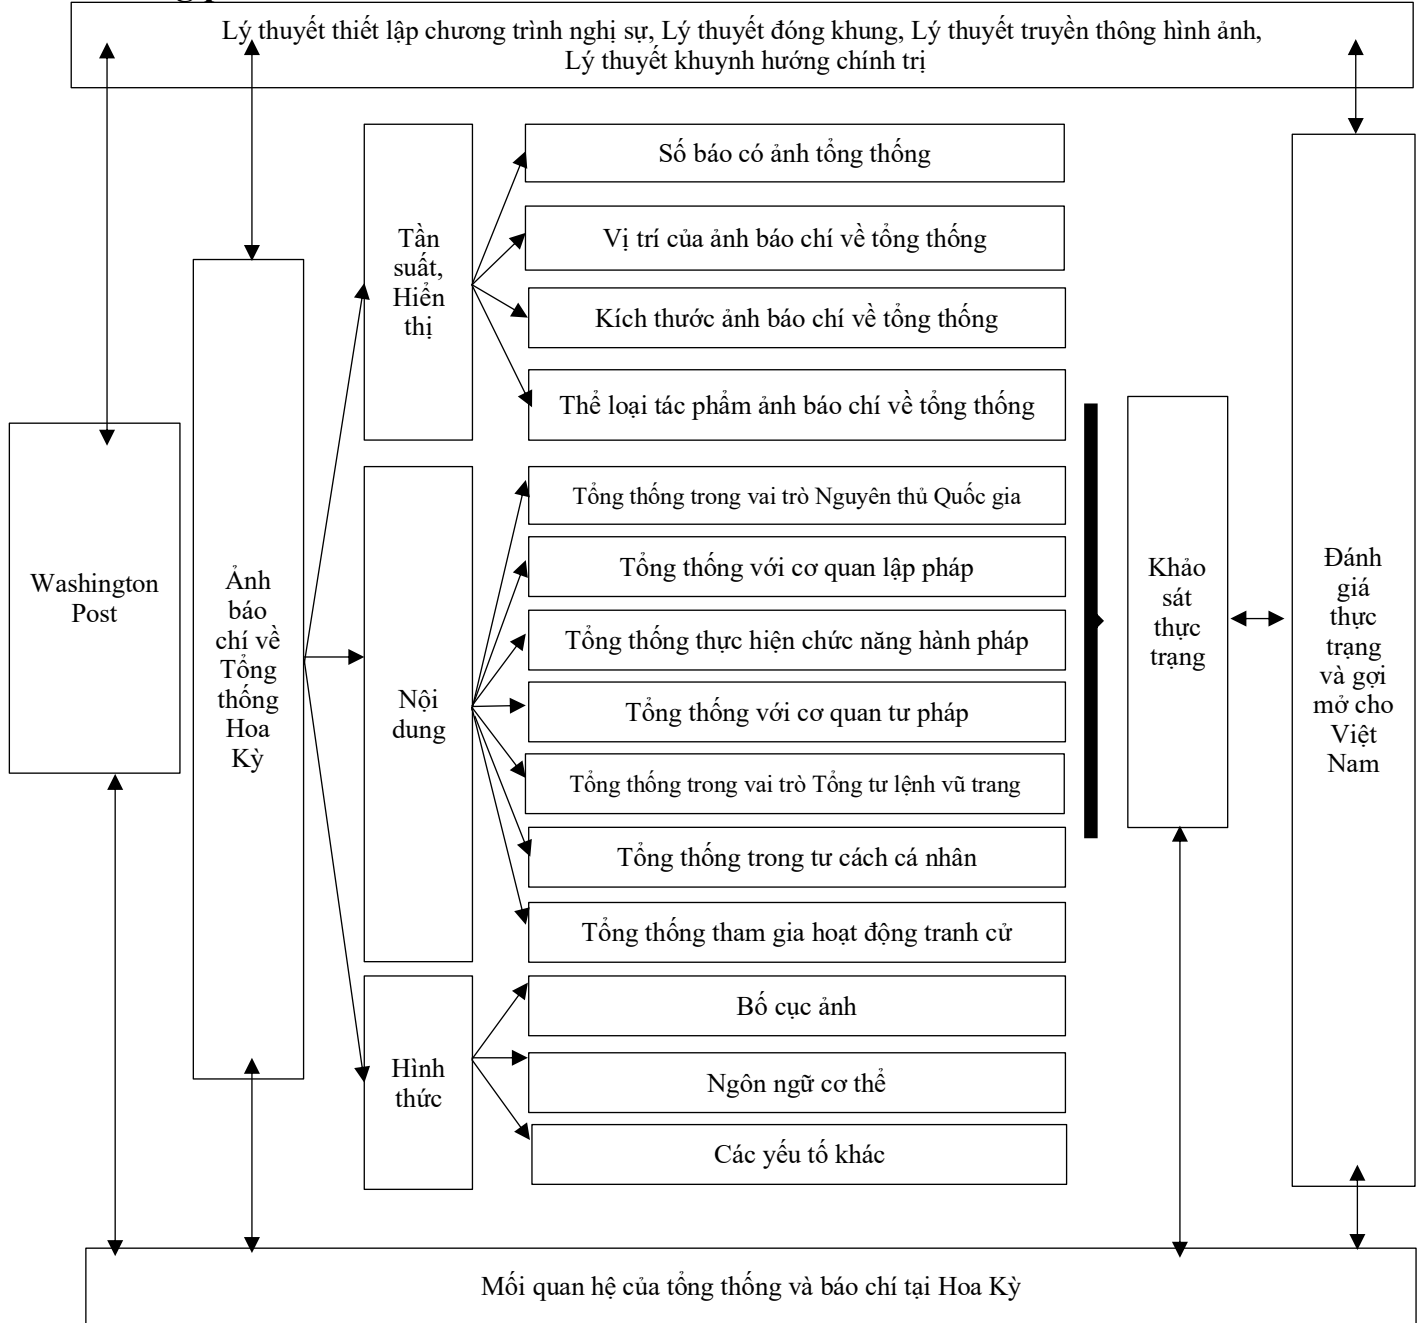 Lý thuyết thiết lập chương trình nghị sự, Lý thuyết đóng khung, Lý thuyết truyền thông hình ảnh,
Lý thuyết khuynh hướng chính trị
Washington
Post
Ảnh
báo
chí về
Tổng
thống
Hoa
Kỳ
Tần
suất,
Hiển
thị
Số báo có ảnh tổng thống
Vị trí của ảnh báo chí về tổng thống
Kích thước ảnh báo chí về tổng thống
Thể loại tác phẩm ảnh báo chí về tổng thống
Nội
dung
Tổng thống trong vai trò Nguyên thủ Quốc gia
Tổng thống với cơ quan lập pháp
Tổng thống thực hiện chức năng hành pháp
Tổng thống với cơ quan tư pháp
Tổng thống trong vai trò Tổng tư lệnh vũ trang
Tổng thống trong tư cách cá nhân
Tổng thống tham gia hoạt động tranh cử
Hình
thức
Bố cục ảnh
Ngôn ngữ cơ thể
Các yếu tố khác
Khảo
sát
thực
trạng
Đánh
giá
thực
trạng
và gợi
mở cho
Việt
Nam
Mối quan hệ của tổng thống và báo chí tại Hoa Kỳ